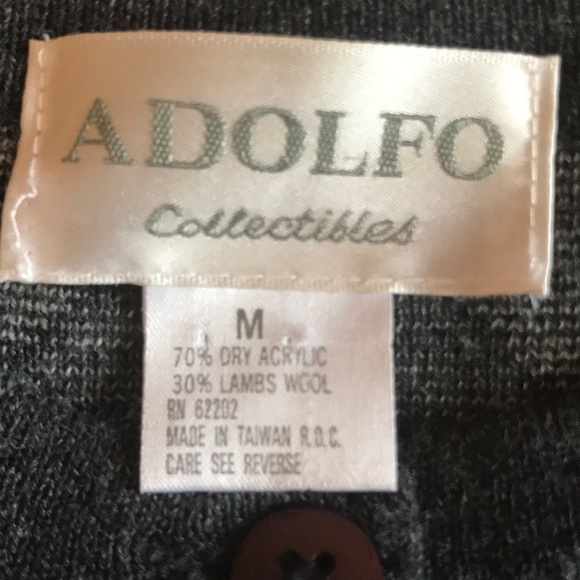 ADOLFO
Collectibles
M
70% DRY ACRYLIC
30% LAMBS WOOL
RN 62202
MADE IN TAIWAN R.O.C.
CARE SEE REVERSE